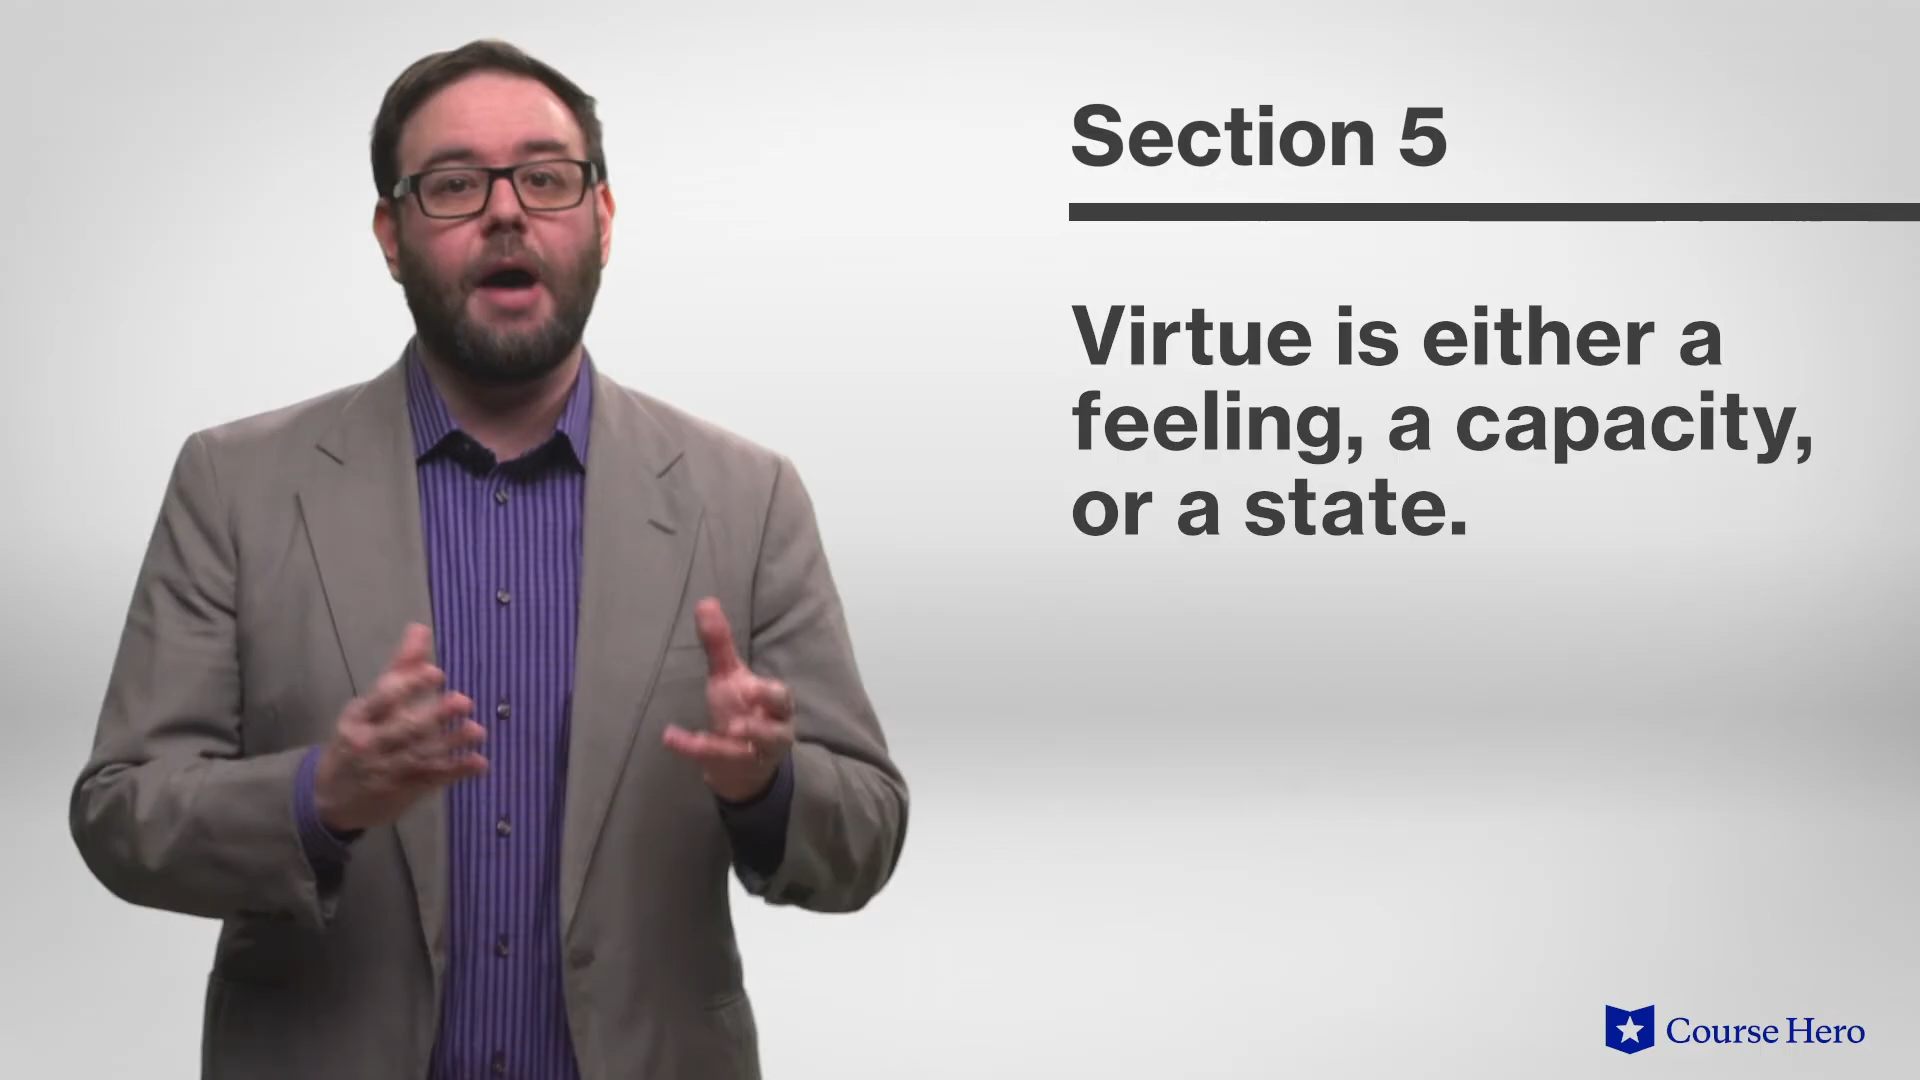 Section 5
Virtue is either a
feeling, a capacity,
or a state.
Course Hero